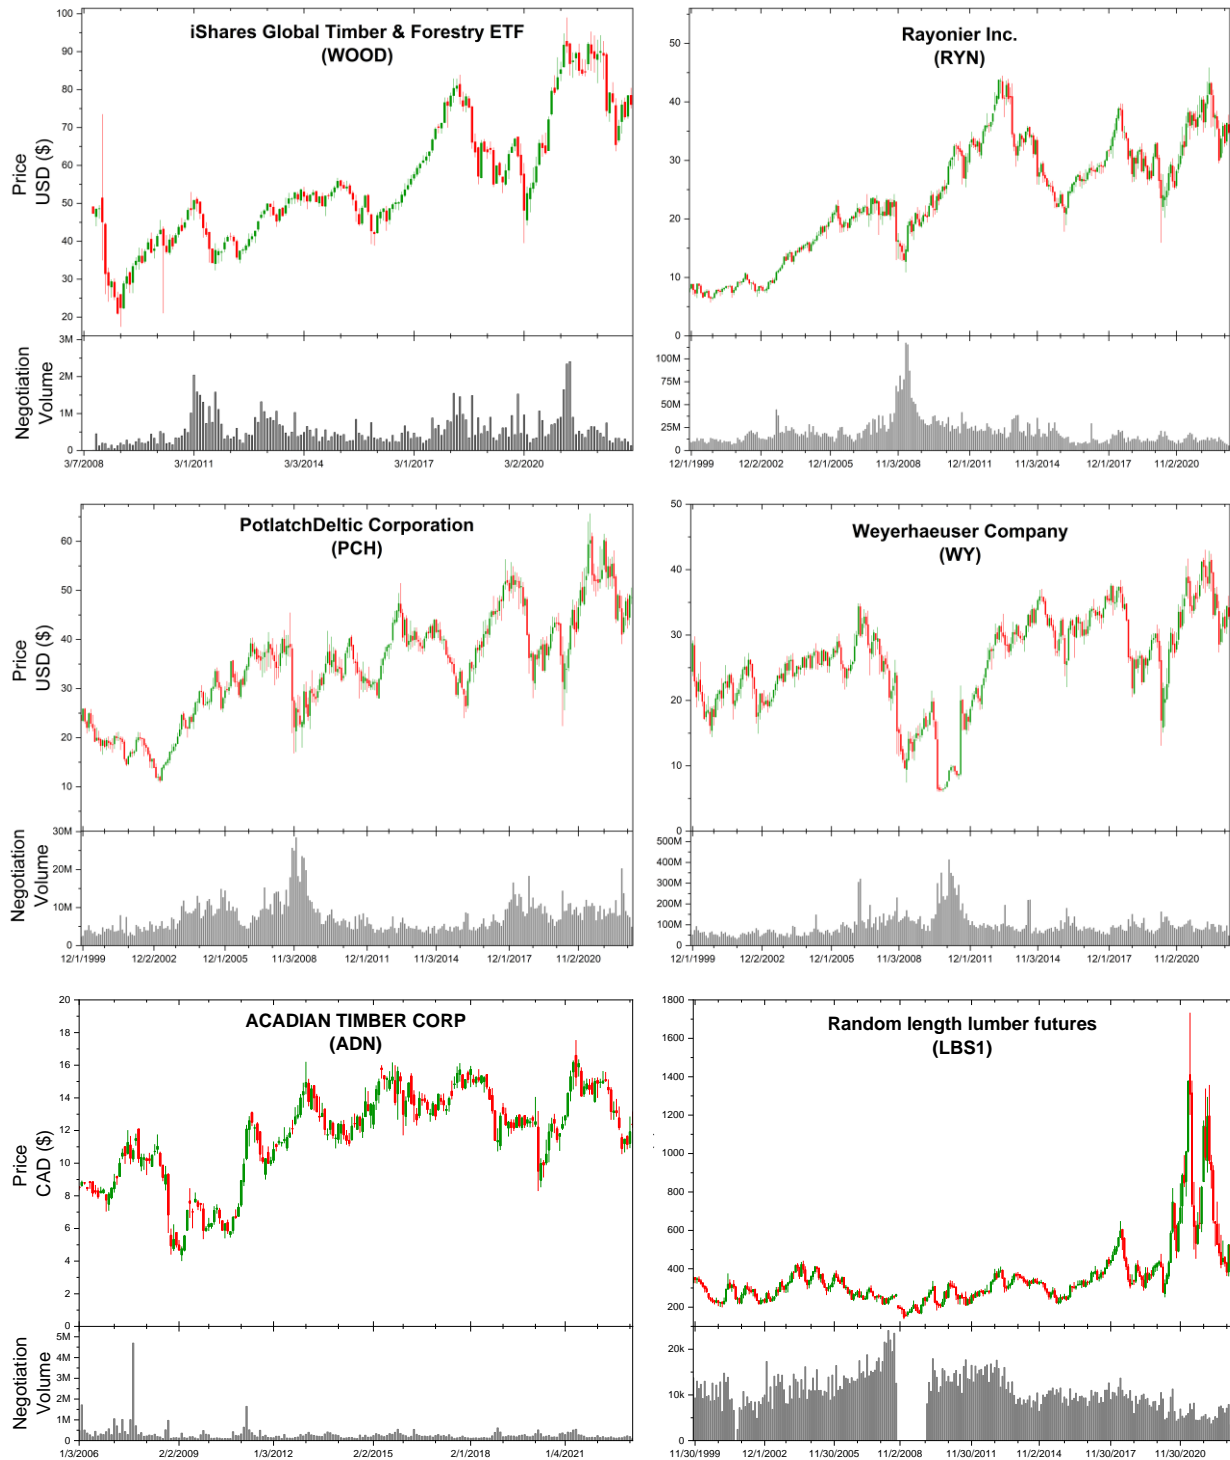 iShares Global Timber & Forestry ETF
(WOOD)
Price
USD ($)
100
90
80
70
60
50
40
30
20
Negotiation
Volume
3M
2M
1M
0
3/7/2008
3/1/2011
3/3/2014
3/1/2017
3/2/2020
Rayonier Inc.
(RYN)
50
40
30
20
10
0
100M
75M
50M
25M
0
12/1/1999
12/2/2002
12/1/2005
11/3/2008
12/1/2011
11/3/2014
12/1/2017
11/2/2020
PotlatchDeltic Corporation
(PCH)
Price
USD ($)
60
50
40
30
20
10
Negotiation
Volume
30M
20M
10M
0
12/1/1999
12/2/2002
12/1/2005
11/3/2008
12/1/2011
11/3/2014
12/1/2017
11/2/2020
Weyerhaeuser Company
(WY)
50
40
30
20
10
0
500M
400M
300M
200M
100M
0
12/1/1999
12/2/2002
12/1/2005
11/3/2008
12/1/2011
11/3/2014
12/1/2017
11/2/2020
ACADIAN TIMBER CORP
(ADN)
Price
CAD ($)
20
18
16
14
12
10
8
6
4
2
0
Negotiation
Volume
5M
4M
3M
2M
1M
0
1/3/2006
2/2/2009
1/3/2012
2/2/2015
2/1/2018
1/4/2021
Random length lumber futures
(LBS1)
1800
1600
1400
1200
1000
800
600
400
200
20k
10k
0
11/30/1999
12/1/2002
11/30/2005
11/2/2008
11/30/2011
11/2/2014
11/30/2017
11/30/2020